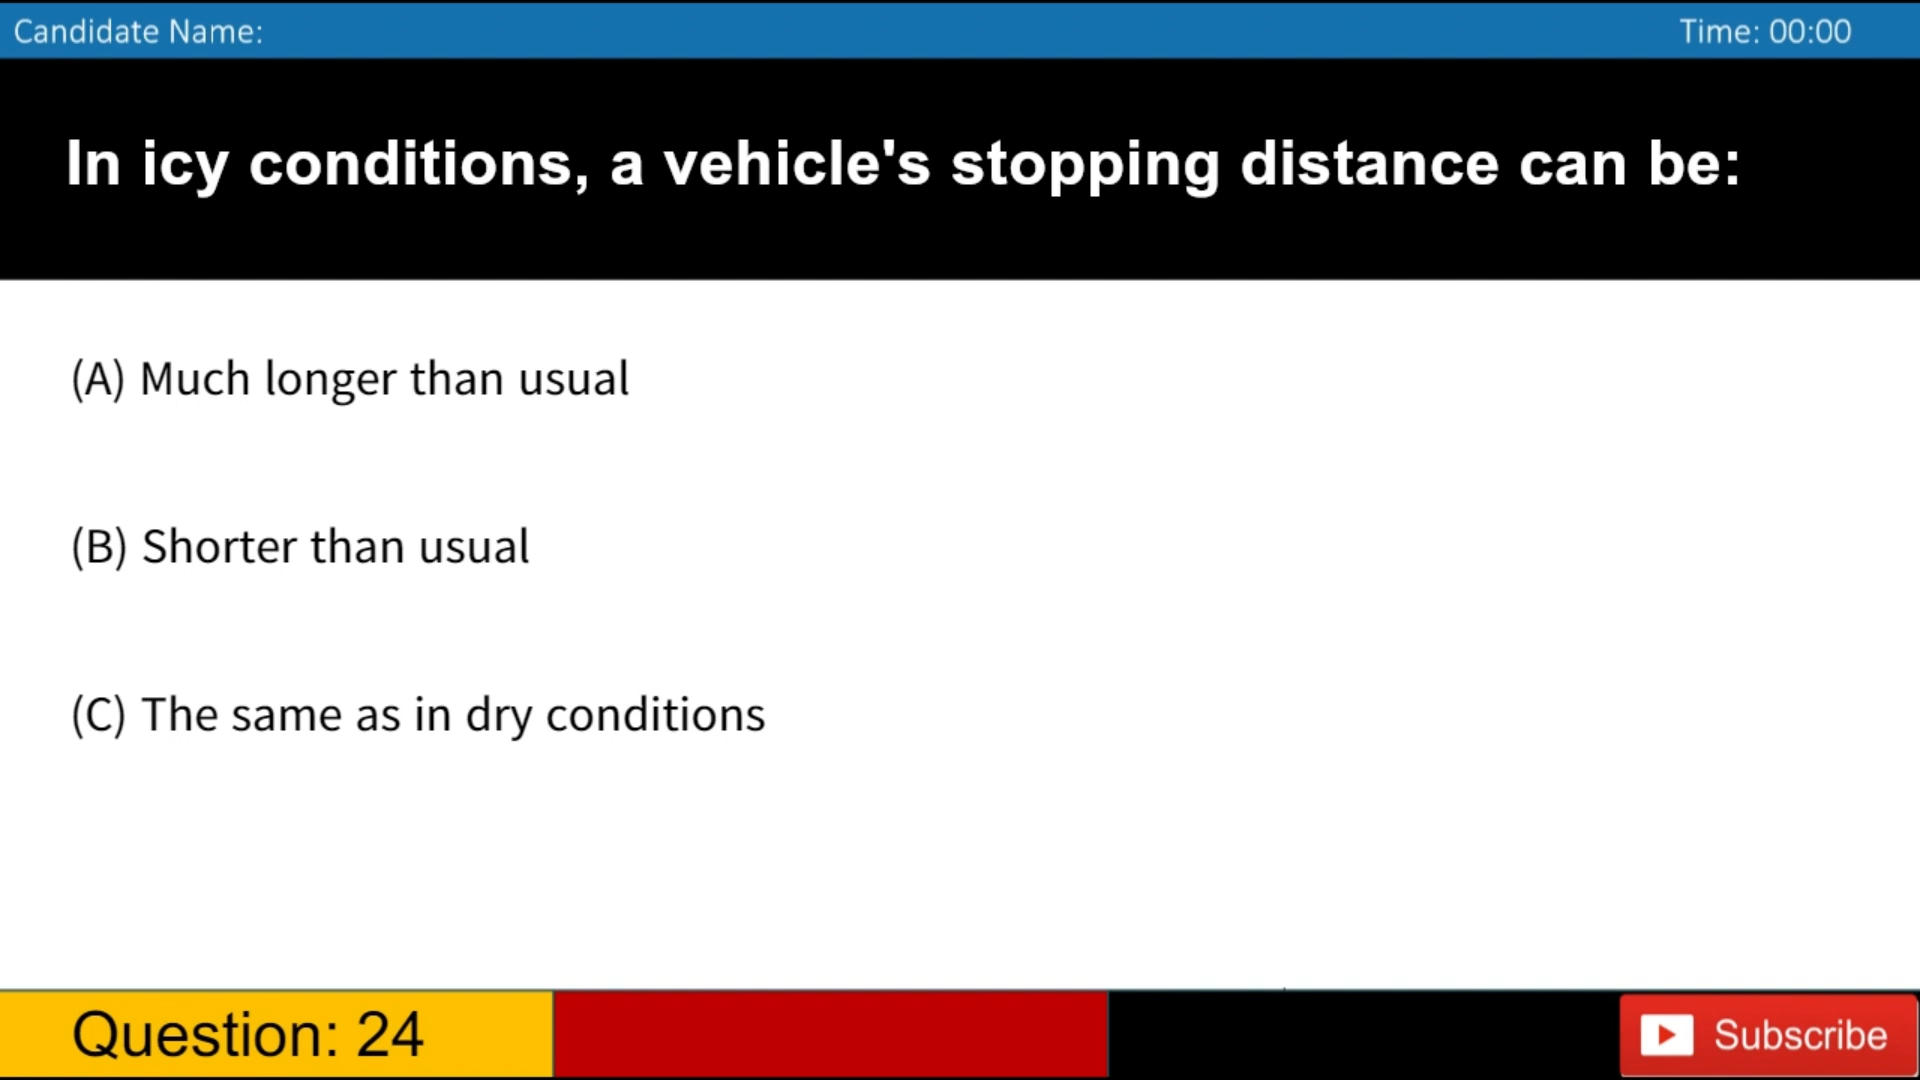 Candidate Name:
Time: 00:00
In icy conditions, a vehicle's stopping distance can be:
(A) Much longer than usual
(B) Shorter than usual
(C) The same as in dry conditions
Question: 24
Subscribe